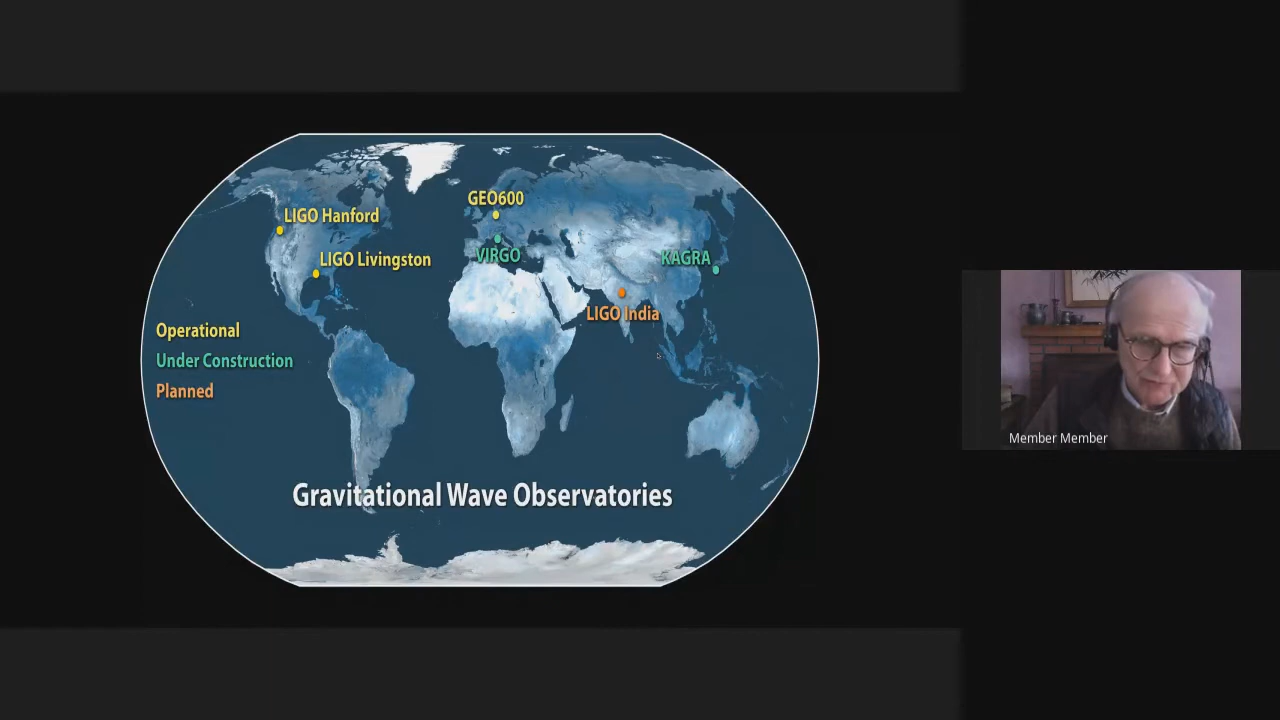 GEO600
LIGO Hanford
VIRGO
KAGRA
LIGO Livingston
LIGO India
Operational
Under Construction
Planned
Gravitational Wave Observatories
Member Member